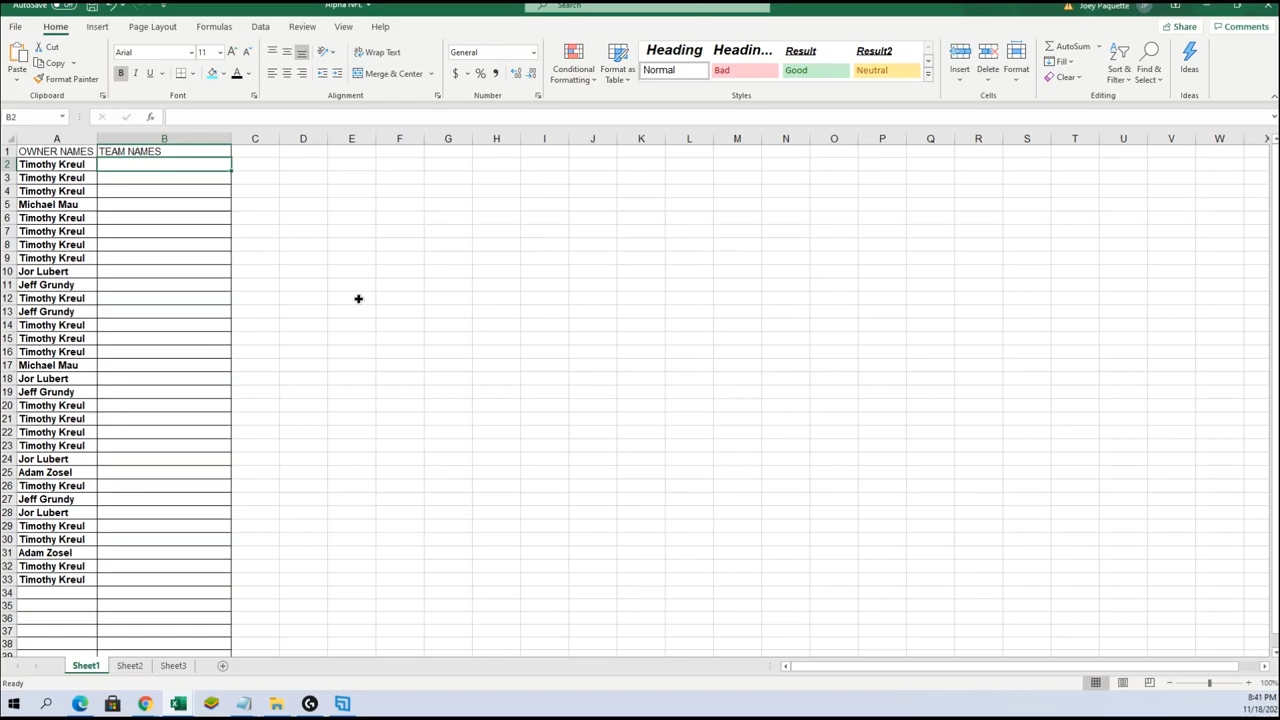 AutoSave Off Alpha NFL Search Joey Paquette JP
File Home Insert Page Layout Formulas Data Review View Help Share Comments
Paste Cut Copy Format Painter Clipboard
Arial 11 A A B I U A Font
Wrap Text Merge & Center Alignment
General $ % Number
Conditional Formatting Format as Table
Heading Headin... Result Result2
Normal Bad Good Neutral Styles
Insert Delete Format Cells
AutoSum Fill Clear Sort & Filter Find & Select Editing
Ideas Ideas
B2 fx
A B C D E F G H I J K L M N O P Q R S T U V W X
1 OWNER NAMES TEAM NAMES
2 Timothy Kreul
3 Timothy Kreul
4 Timothy Kreul
5 Michael Mau
6 Timothy Kreul
7 Timothy Kreul
8 Timothy Kreul
9 Timothy Kreul
10 Jor Lubert
11 Jeff Grundy
12 Timothy Kreul
13 Jeff Grundy
14 Timothy Kreul
15 Timothy Kreul
16 Timothy Kreul
17 Michael Mau
18 Jor Lubert
19 Jeff Grundy
20 Timothy Kreul
21 Timothy Kreul
22 Timothy Kreul
23 Timothy Kreul
24 Jor Lubert
25 Adam Zosel
26 Timothy Kreul
27 Jeff Grundy
28 Jor Lubert
29 Timothy Kreul
30 Timothy Kreul
31 Adam Zosel
32 Timothy Kreul
33 Timothy Kreul
34
35
36
37
38
39
Sheet1 Sheet2 Sheet3
Ready 100%
8:41 PM
11/18/202